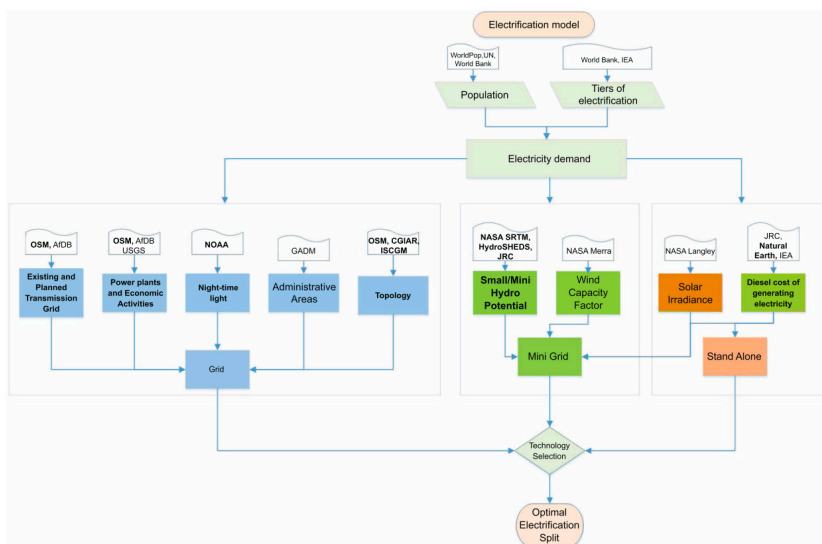 Electrification model
WorldPop,UN,
World Bank
World Bank, IEA
Population
Tiers of
electrification
Electricity demand
OSM, AfDB
OSM, AfDB
USGS
NOAA
GADM
OSM, CGIAR,
ISCGM
NASA SRTM,
HydroSHEDS,
JRC
NASA Merra
NASA Langley
JRC,
Natural
Earth, IEA
Existing and
Planned
Transmission
Grid
Power plants
and Economic
Activities
Night-time
light
Administrative
Areas
Topology
Small/Mini
Hydro
Potential
Wind
Capacity
Factor
Solar
Irradiance
Diesel cost of
generating
electricity
Grid
Mini Grid
Stand Alone
Technology
Selection
Optimal
Electrification
Split